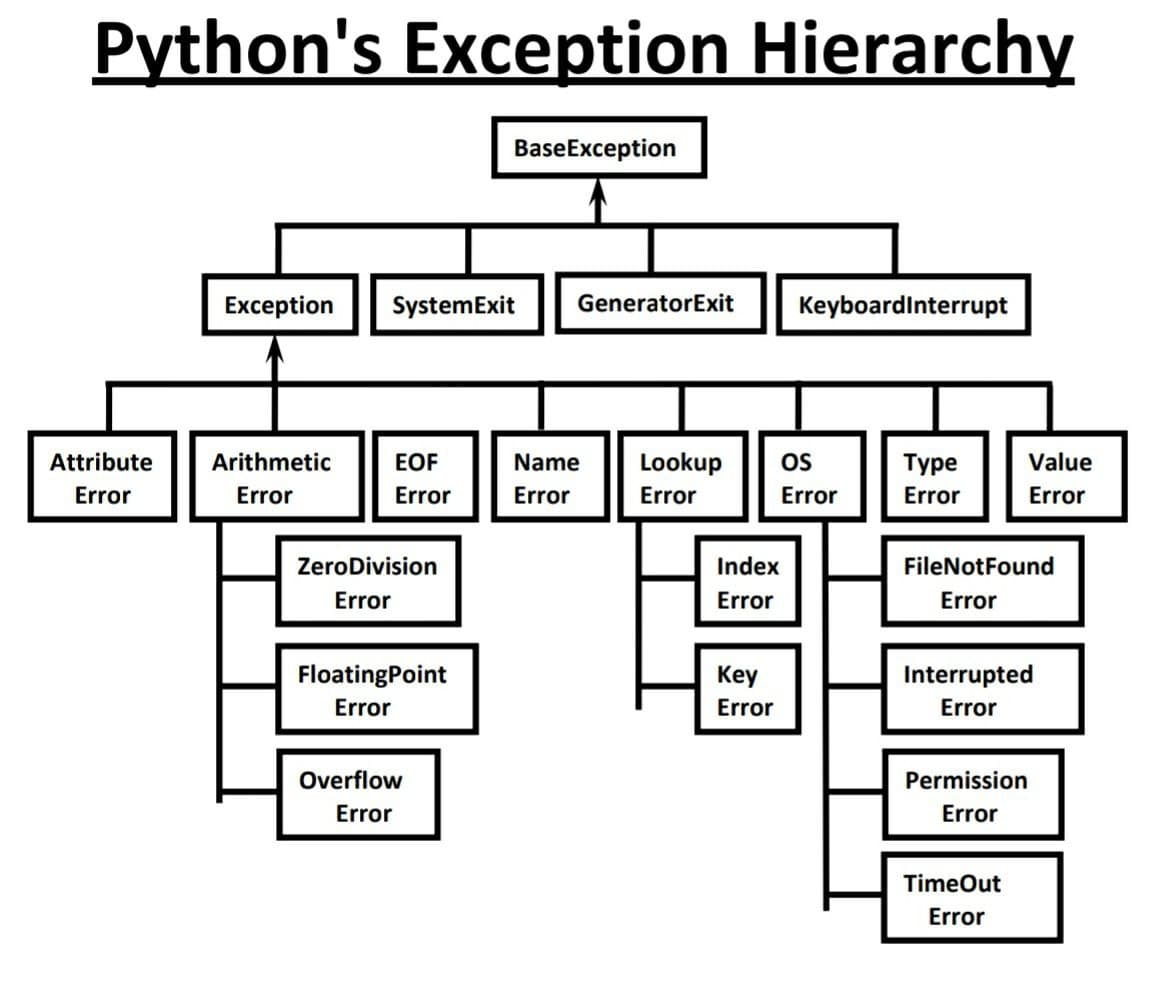 Python's Exception Hierarchy
BaseException
Exception
SystemExit
GeneratorExit
KeyboardInterrupt
Attribute
Error
Arithmetic
Error
EOF
Error
Name
Error
Lookup
Error
OS
Error
Type
Error
Value
Error
ZeroDivision
Error
FloatingPoint
Error
Overflow
Error
Index
Error
Key
Error
FileNotFound
Error
Interrupted
Error
Permission
Error
TimeOut
Error